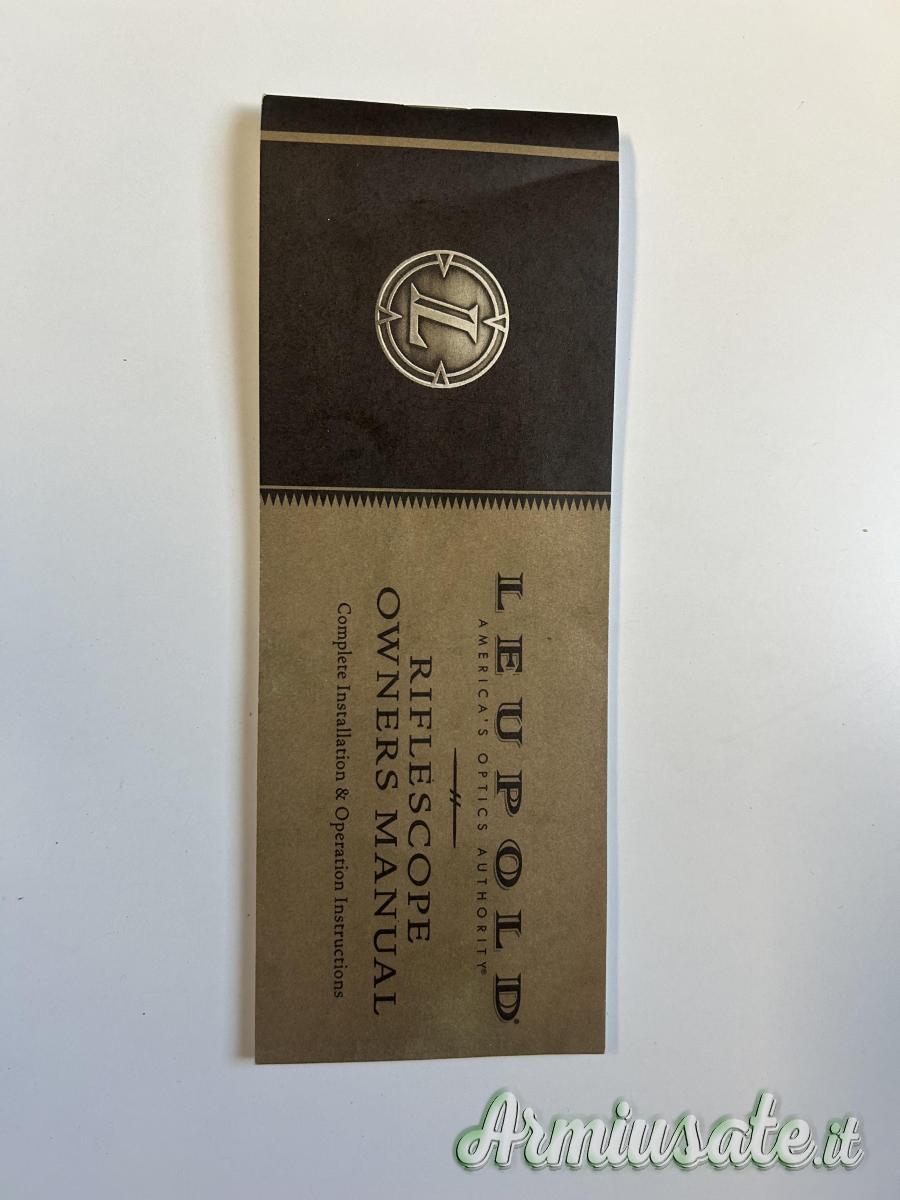 L
LEUPOLD®
AMERICA'S OPTICS AUTHORITY®
RIFLESCOPE
OWNERS MANUAL
Complete Installation & Operation Instructions
Armiusate.it